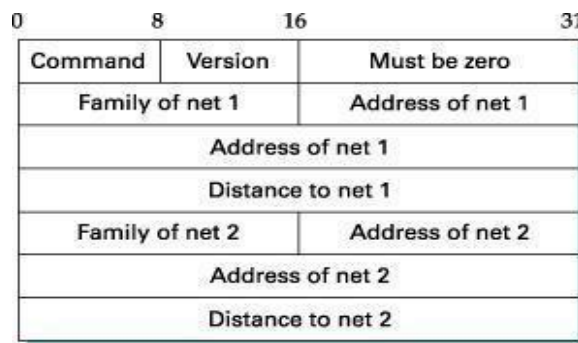 0 8 16 31
Command Version Must be zero
Family of net 1 Address of net 1
Address of net 1
Distance to net 1
Family of net 2 Address of net 2
Address of net 2
Distance to net 2